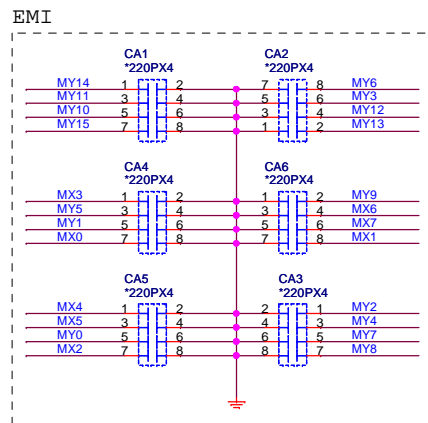 EMI
CA1 CA2
*220PX4 *220PX4
MY14 1 2 7 8 MY6
MY11 3 4 5 6 MY3
MY10 5 6 3 4 MY12
MY15 7 8 1 2 MY13
CA4 CA6
*220PX4 *220PX4
MX3 1 2 1 2 MY9
MY5 3 4 3 4 MX6
MY1 5 6 5 6 MX7
MX0 7 8 7 8 MX1
CA5 CA3
*220PX4 *220PX4
MX4 1 2 2 1 MY2
MX5 3 4 4 3 MY4
MY0 5 6 6 5 MY7
MX2 7 8 8 7 MY8